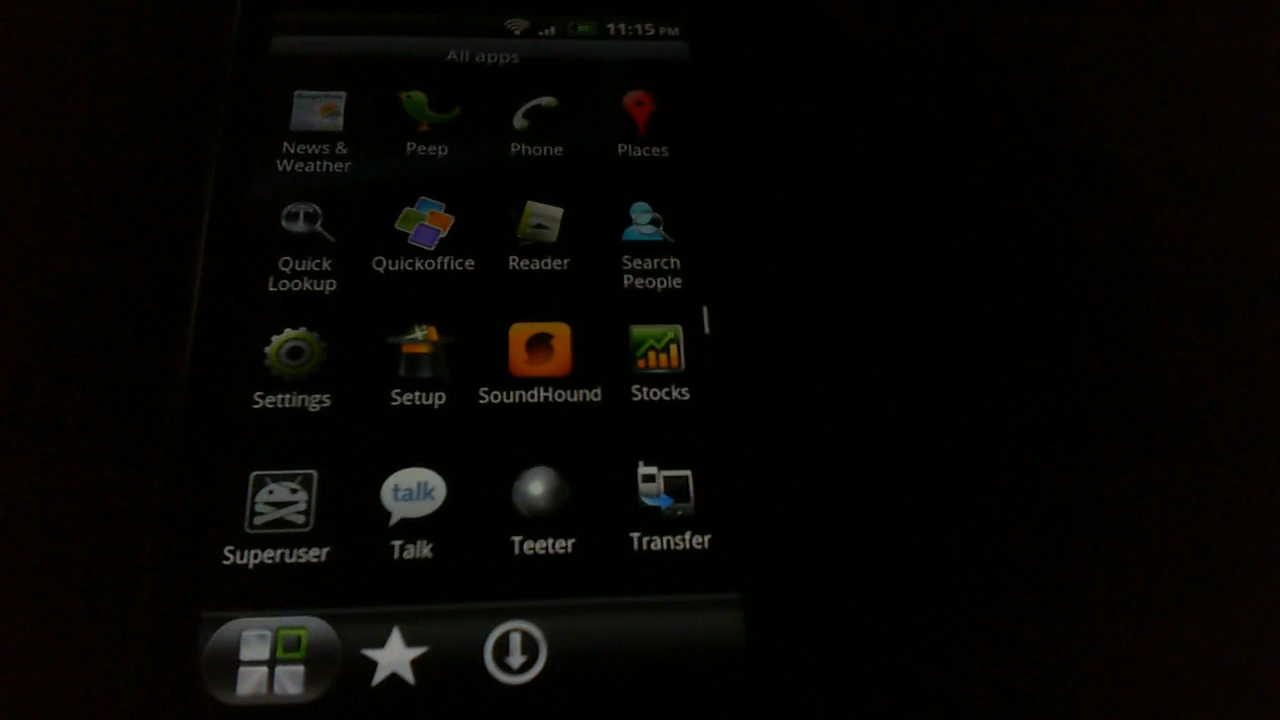 11:15 PM
All apps
News &
Weather
Peep
Phone
Places
Quick
Lookup
Quickoffice
Reader
Search
People
Settings
Setup
SoundHound
Stocks
Superuser
talk
Talk
Teeter
Transfer